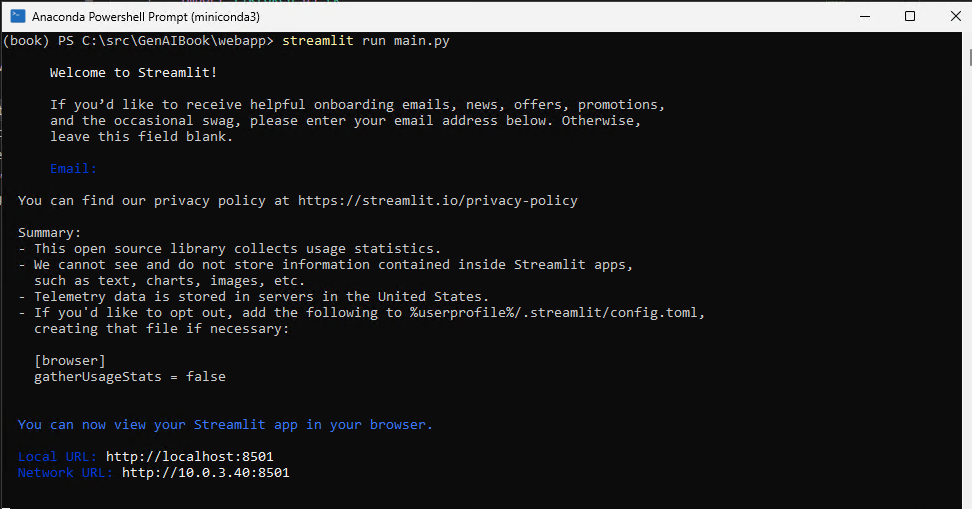 Anaconda Powershell Prompt (miniconda3)
(book) PS C:\src\GenAIBook\webapp> streamlit run main.py
Welcome to Streamlit!
If you’d like to receive helpful onboarding emails, news, offers, promotions,
and the occasional swag, please enter your email address below. Otherwise,
leave this field blank.
Email:
You can find our privacy policy at https://streamlit.io/privacy-policy
Summary:
- This open source library collects usage statistics.
- We cannot see and do not store information contained inside Streamlit apps,
such as text, charts, images, etc.
- Telemetry data is stored in servers in the United States.
- If you'd like to opt out, add the following to %userprofile%/.streamlit/config.toml,
creating that file if necessary:
[browser]
gatherUsageStats = false
You can now view your Streamlit app in your browser.
Local URL: http://localhost:8501
Network URL: http://10.0.3.40:8501